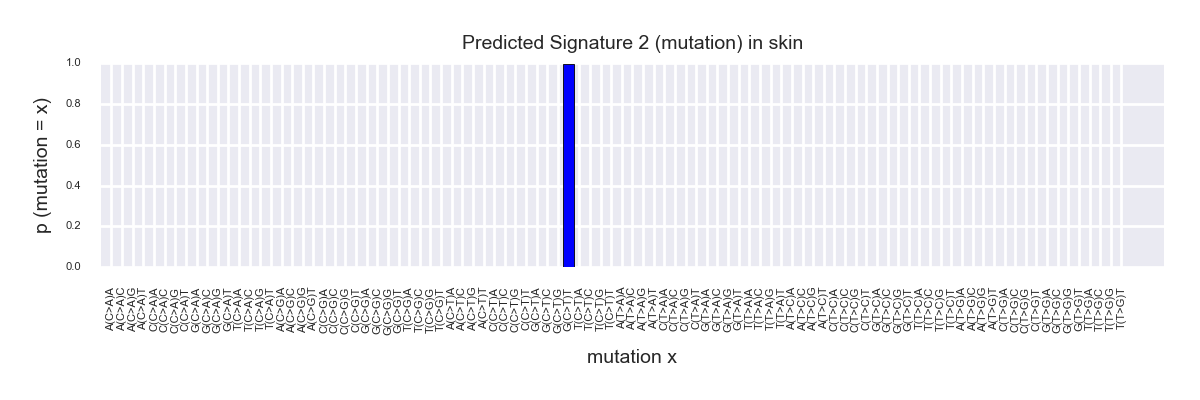 Predicted Signature 2 (mutation) in skin
p (mutation = x)
1.0
0.8
0.6
0.4
0.2
0.0
A(C>A)A
A(C>A)C
A(C>A)G
A(C>A)T
C(C>A)A
C(C>A)C
C(C>A)G
C(C>A)T
G(C>A)A
G(C>A)C
G(C>A)G
G(C>A)T
T(C>A)A
T(C>A)C
T(C>A)G
T(C>A)T
A(C>G)A
A(C>G)C
A(C>G)G
A(C>G)T
C(C>G)A
C(C>G)C
C(C>G)G
C(C>G)T
G(C>G)A
G(C>G)C
G(C>G)G
G(C>G)T
T(C>G)A
T(C>G)C
T(C>G)G
T(C>G)T
A(C>T)A
A(C>T)C
A(C>T)G
A(C>T)T
C(C>T)A
C(C>T)C
C(C>T)G
C(C>T)T
G(C>T)A
G(C>T)C
G(C>T)G
G(C>T)T
T(C>T)A
T(C>T)C
T(C>T)G
T(C>T)T
A(T>A)A
A(T>A)C
A(T>A)G
A(T>A)T
C(T>A)A
C(T>A)C
C(T>A)G
C(T>A)T
G(T>A)A
G(T>A)C
G(T>A)G
G(T>A)T
T(T>A)A
T(T>A)C
T(T>A)G
T(T>A)T
A(T>C)A
A(T>C)C
A(T>C)G
A(T>C)T
C(T>C)A
C(T>C)C
C(T>C)G
C(T>C)T
G(T>C)A
G(T>C)C
G(T>C)G
G(T>C)T
T(T>C)A
T(T>C)C
T(T>C)G
T(T>C)T
A(T>G)A
A(T>G)C
A(T>G)G
A(T>G)T
C(T>G)A
C(T>G)C
C(T>G)G
C(T>G)T
G(T>G)A
G(T>G)C
G(T>G)G
G(T>G)T
T(T>G)A
T(T>G)C
T(T>G)G
T(T>G)T
mutation x